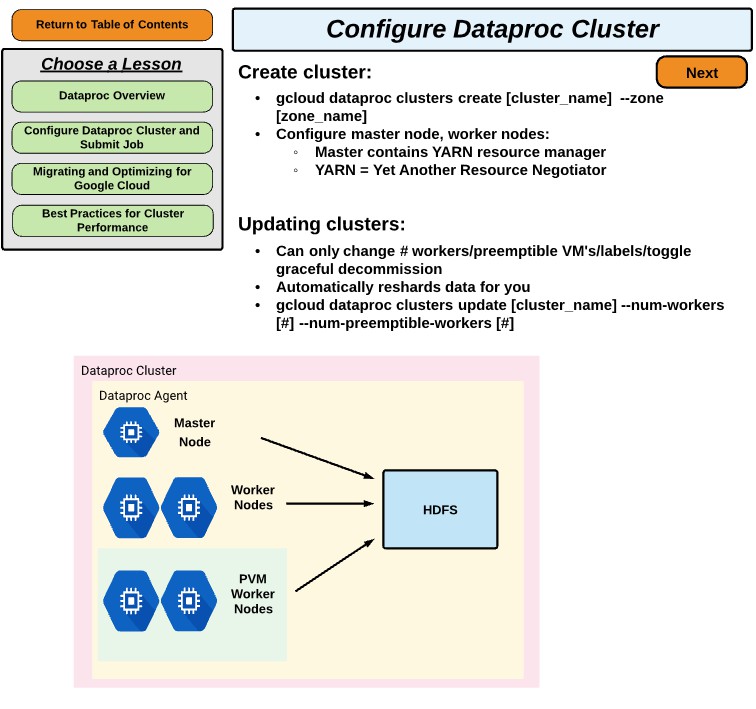 Return to Table of Contents
Configure Dataproc Cluster
Choose a Lesson
Dataproc Overview
Configure Dataproc Cluster and
Submit Job
Migrating and Optimizing for
Google Cloud
Best Practices for Cluster
Performance
Next
Create cluster:
• gcloud dataproc clusters create [cluster_name] --zone
[zone_name]
• Configure master node, worker nodes:
◦ Master contains YARN resource manager
◦ YARN = Yet Another Resource Negotiator
Updating clusters:
• Can only change # workers/preemptible VM's/labels/toggle
graceful decommission
• Automatically reshards data for you
• gcloud dataproc clusters update [cluster_name] --num-workers
[#] --num-preemptible-workers [#]
Dataproc Cluster
Dataproc Agent
Master
Node
Worker
Nodes
HDFS
PVM
Worker
Nodes